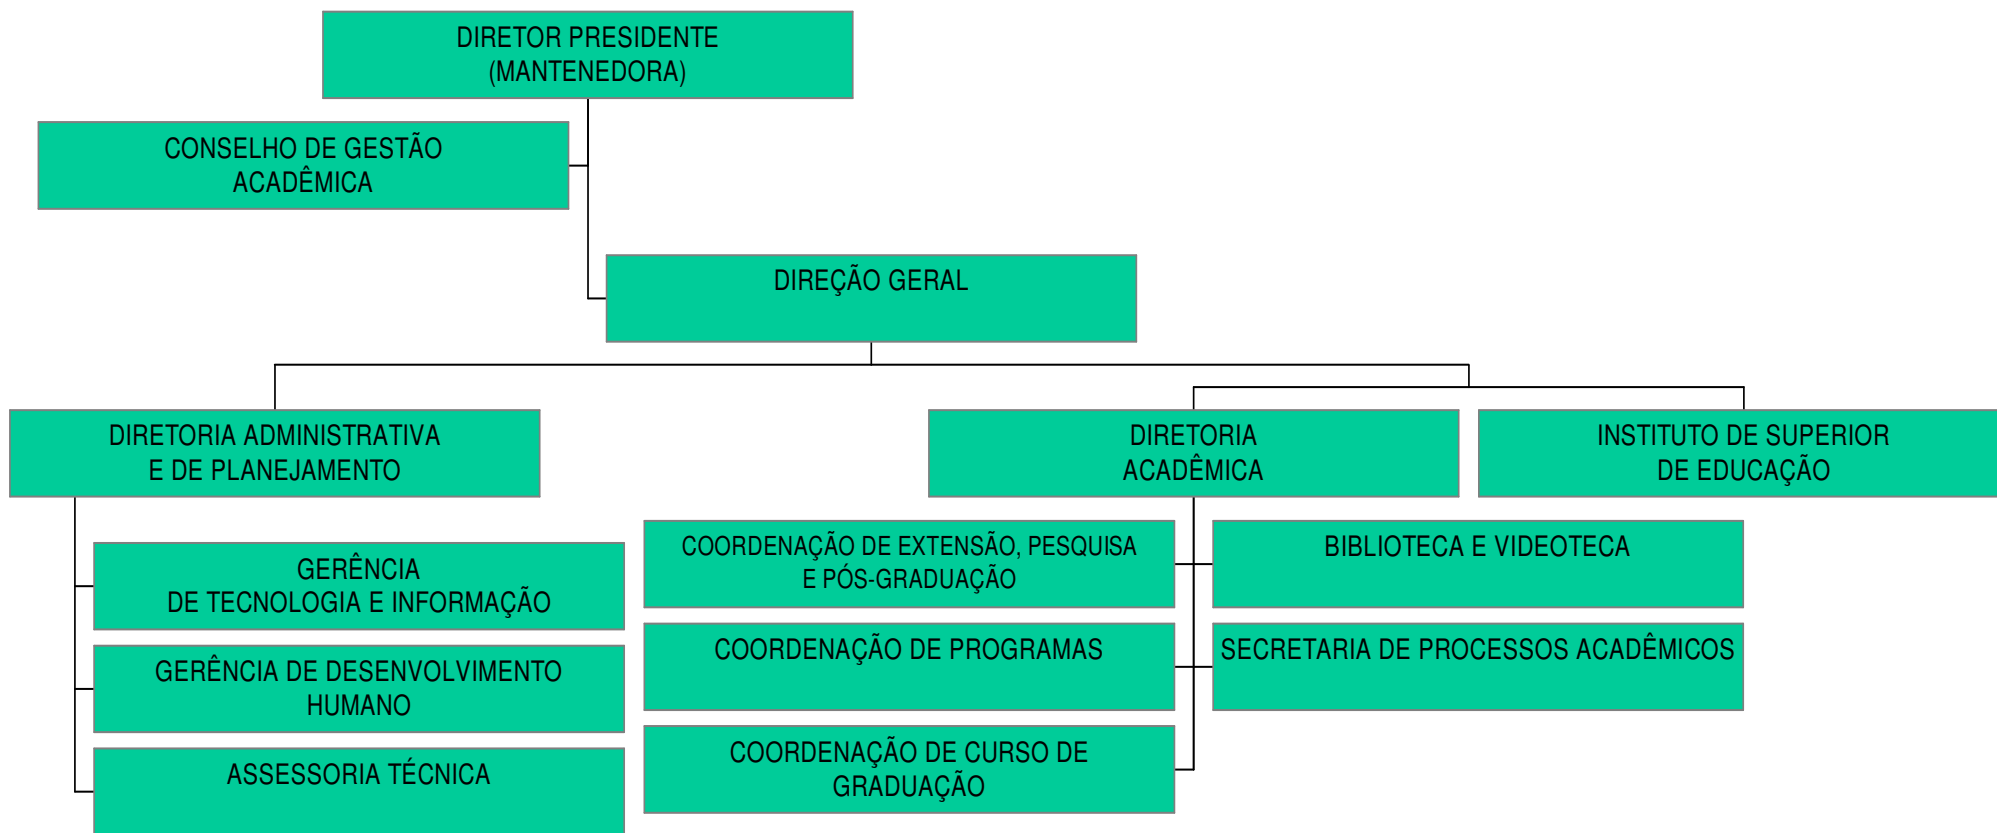 DIRETOR PRESIDENTE
(MANTENEDORA)
CONSELHO DE GESTÃO
ACADÊMICA
DIREÇÃO GERAL
DIRETORIA ADMINISTRATIVA
E DE PLANEJAMENTO
DIRETORIA
ACADÊMICA
INSTITUTO DE SUPERIOR
DE EDUCAÇÃO
GERÊNCIA
DE TECNOLOGIA E INFORMAÇÃO
GERÊNCIA DE DESENVOLVIMENTO
HUMANO
ASSESSORIA TÉCNICA
COORDENAÇÃO DE EXTENSÃO, PESQUISA
E PÓS-GRADUAÇÃO
BIBLIOTECA E VIDEOTECA
COORDENAÇÃO DE PROGRAMAS
SECRETARIA DE PROCESSOS ACADÊMICOS
COORDENAÇÃO DE CURSO DE
GRADUAÇÃO